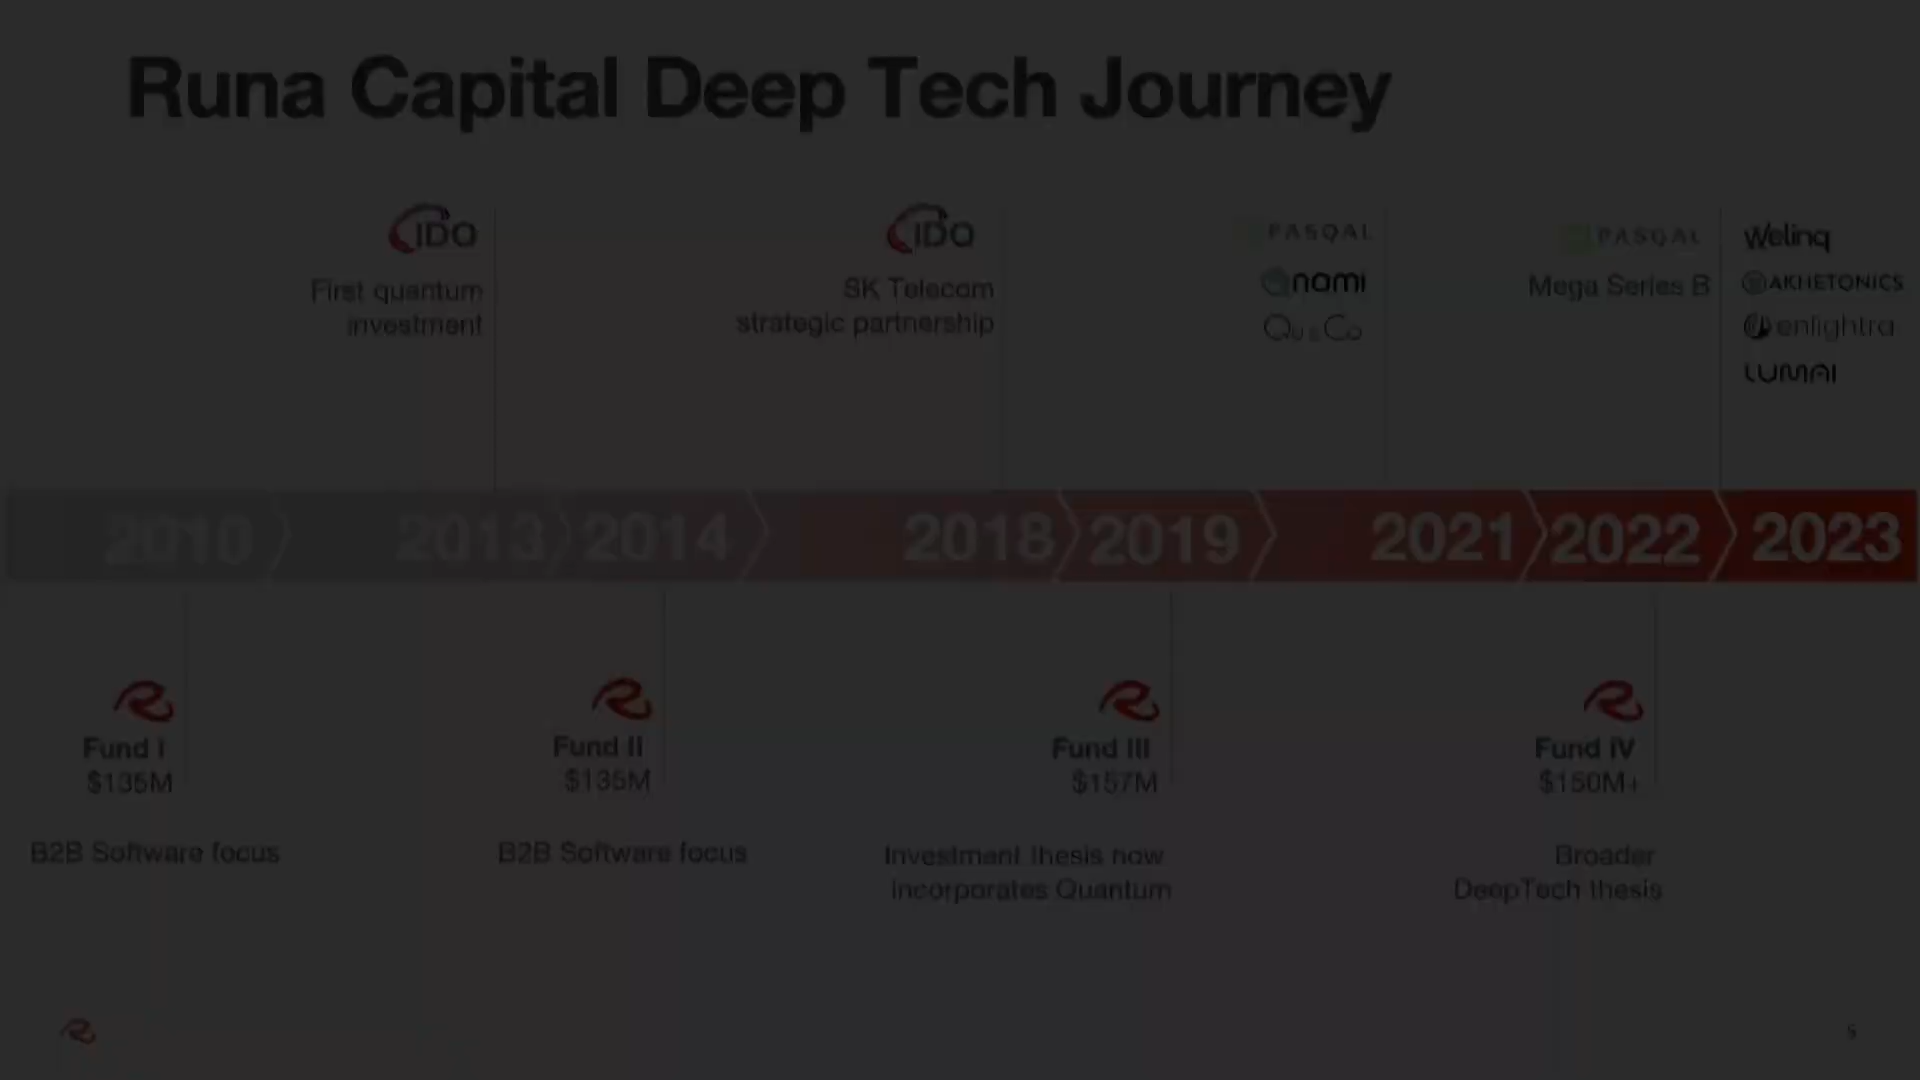 Runa Capital Deep Tech Journey
IDQ
First quantum
investment
IDQ
SK Telecom
strategic partnership
PASQAL
nami
Qu&Co
PASQAL
Mega Series B
Welinq
AKHETONICS
enlightra
LUMAI
2010
2013
2014
2018
2019
2021
2022
2023
Fund I
$135M
B2B Software focus
Fund II
$135M
B2B Software focus
Fund III
$157M
Investment thesis now
incorporates Quantum
Fund IV
$150M+
Broader
DeepTech thesis
5